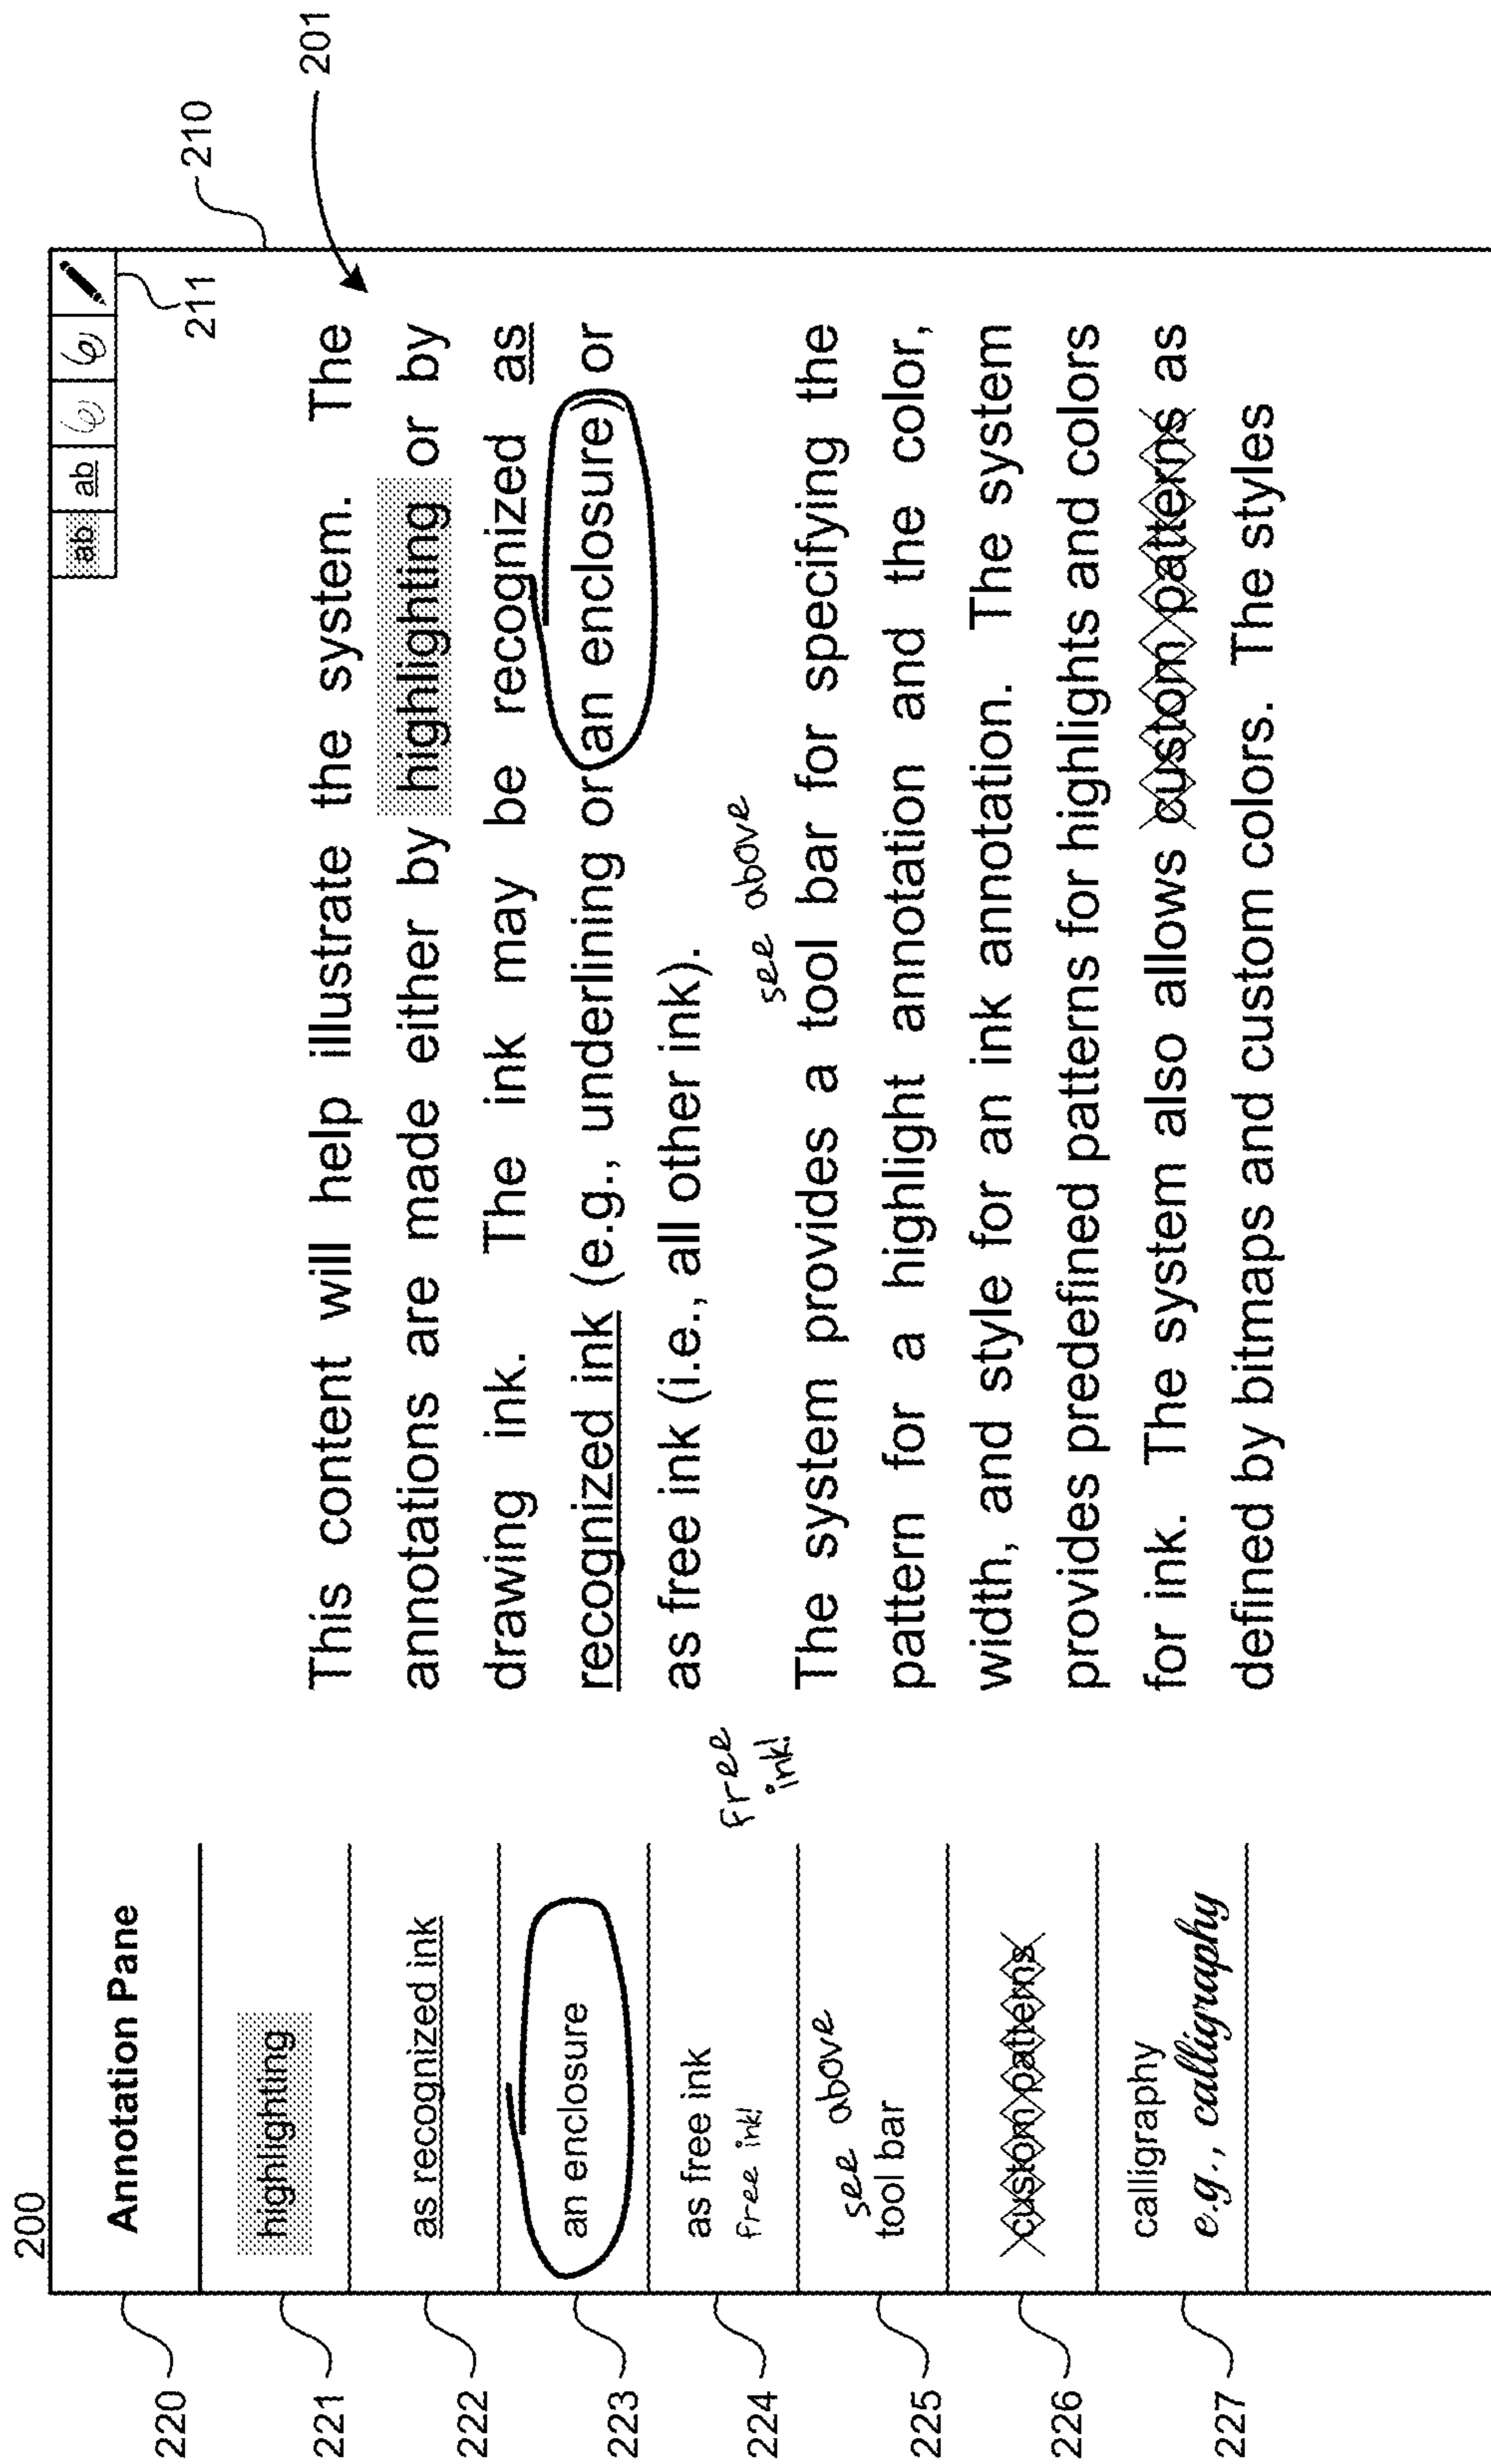 200
Annotation Pane
highlighting
as recognized ink
an enclosure
as free ink
free ink!
see above
tool bar
custom patterns
calligraphy
e.g., calligraphy
220
221
222
223
224
225
226
227
ab ab
211
210
201
This content will help illustrate the system. The
annotations are made either by highlighting or by
drawing ink. The ink may be recognized as
recognized ink (e.g., underlining or an enclosure) or
as free ink (i.e., all other ink).
free
ink!
see above
The system provides a tool bar for specifying the
pattern for a highlight annotation and the color,
width, and style for an ink annotation. The system
provides predefined patterns for highlights and colors
for ink. The system also allows custom patterns as
defined by bitmaps and custom colors. The styles